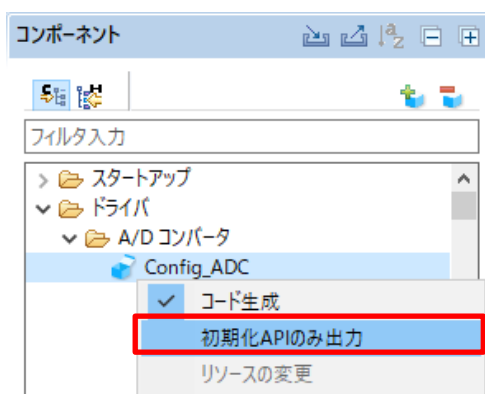 コンポーネント
フィルタ入力
スタートアップ
ドライバ
A/D コンバータ
Config_ADC
コード生成
初期化APIのみ出力
リソースの変更